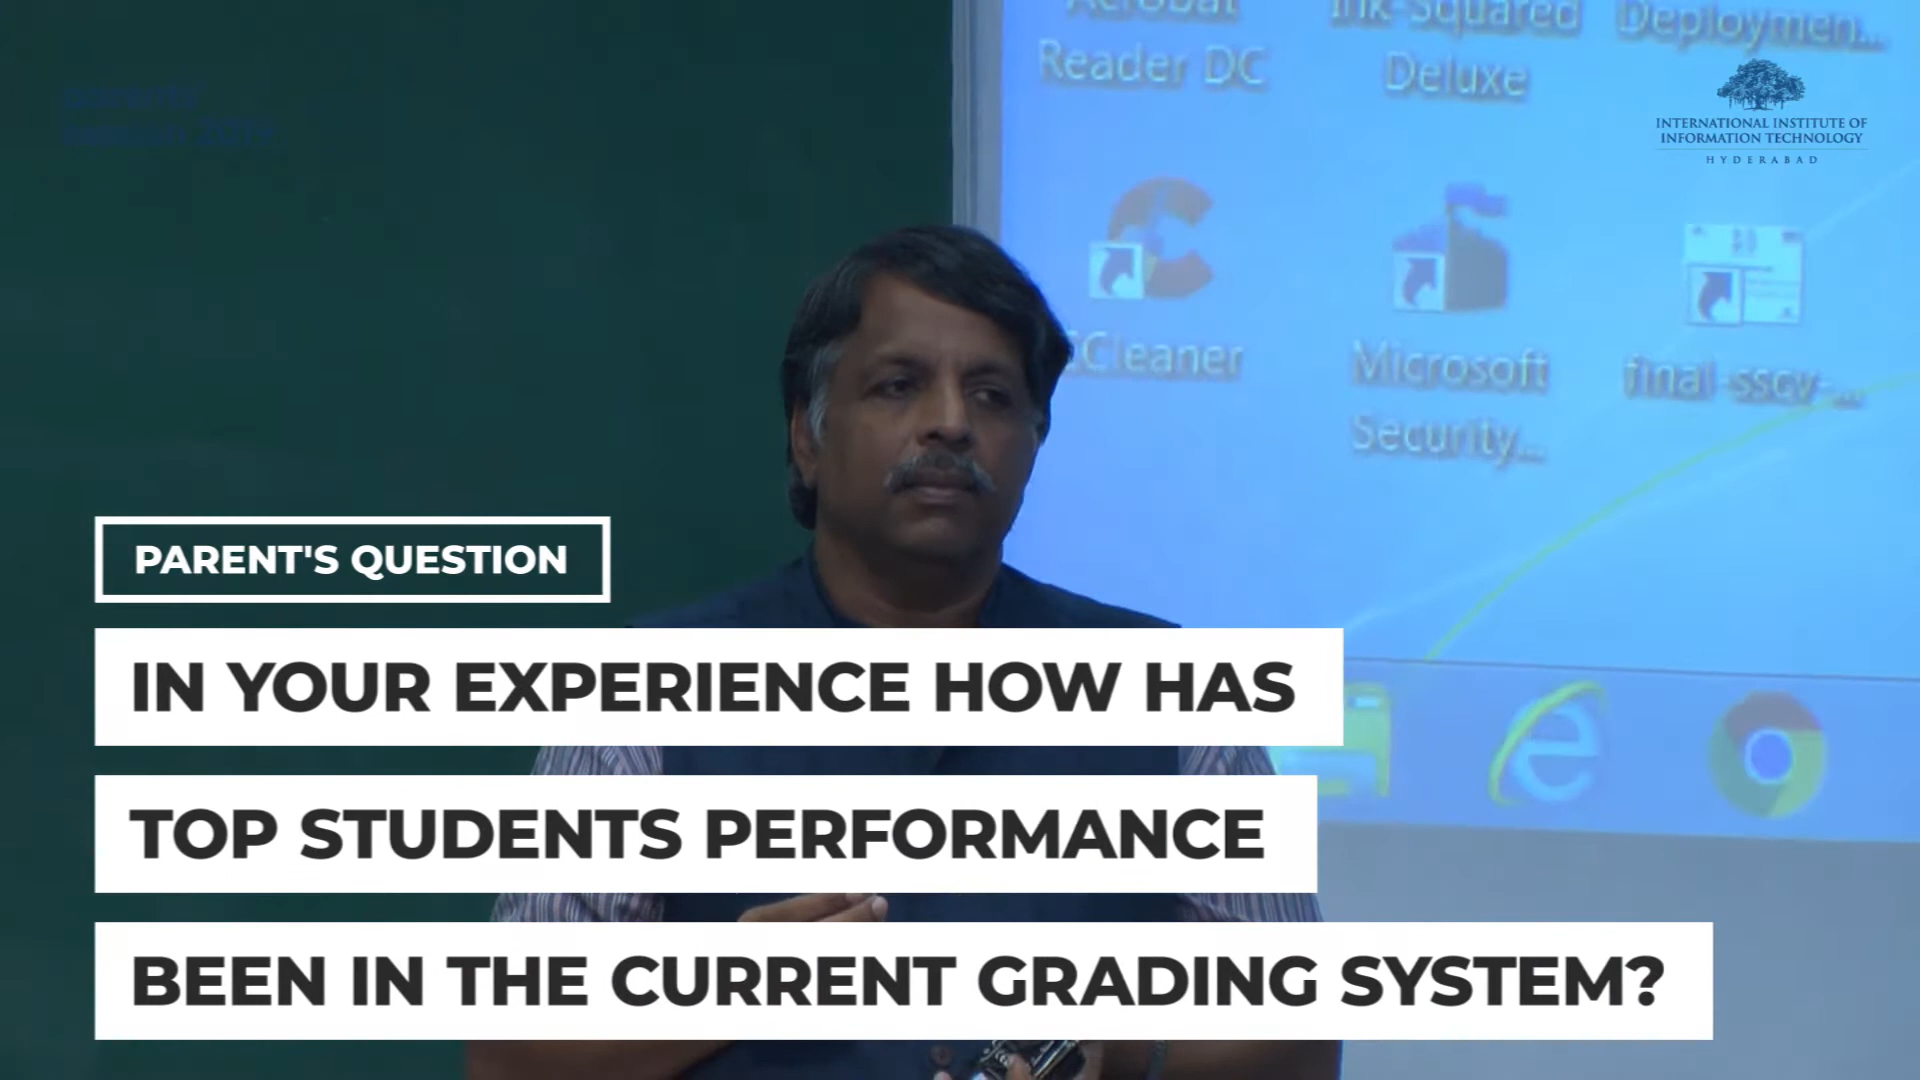 Acrobat
Reader DC
Ink-Squared
Deluxe
Deploymen...
INTERNATIONAL INSTITUTE OF
INFORMATION TECHNOLOGY
HYDERABAD
CCleaner
Microsoft
Security...
final-sscv-...
PARENT'S QUESTION
IN YOUR EXPERIENCE HOW HAS
TOP STUDENTS PERFORMANCE
BEEN IN THE CURRENT GRADING SYSTEM?